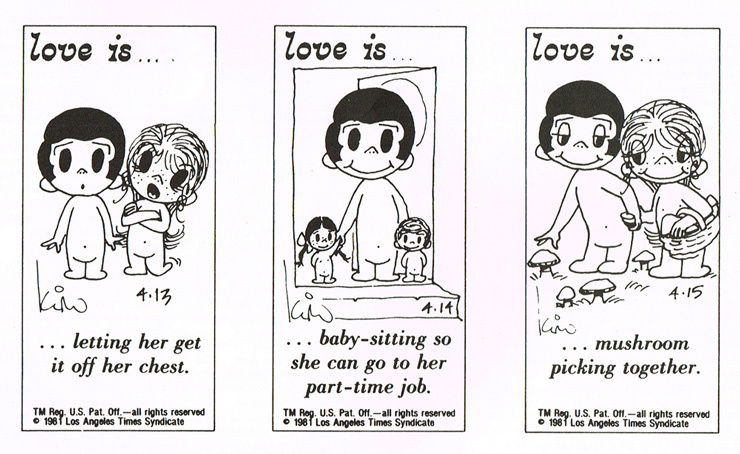 love is....
Kim
4.13
... letting her get
it off her chest.
TM Reg. U.S. Pat. Off.—all rights reserved
© 1981 Los Angeles Times Syndicate
love is...
Kim
4.14
... baby-sitting so
she can go to her
part-time job.
TM Reg. U.S. Pat. Off.—all rights reserved
© 1981 Los Angeles Times Syndicate
love is...
4.15
Kim
... mushroom
picking together.
TM Reg. U.S. Pat. Off.—all rights reserved
© 1981 Los Angeles Times Syndicate